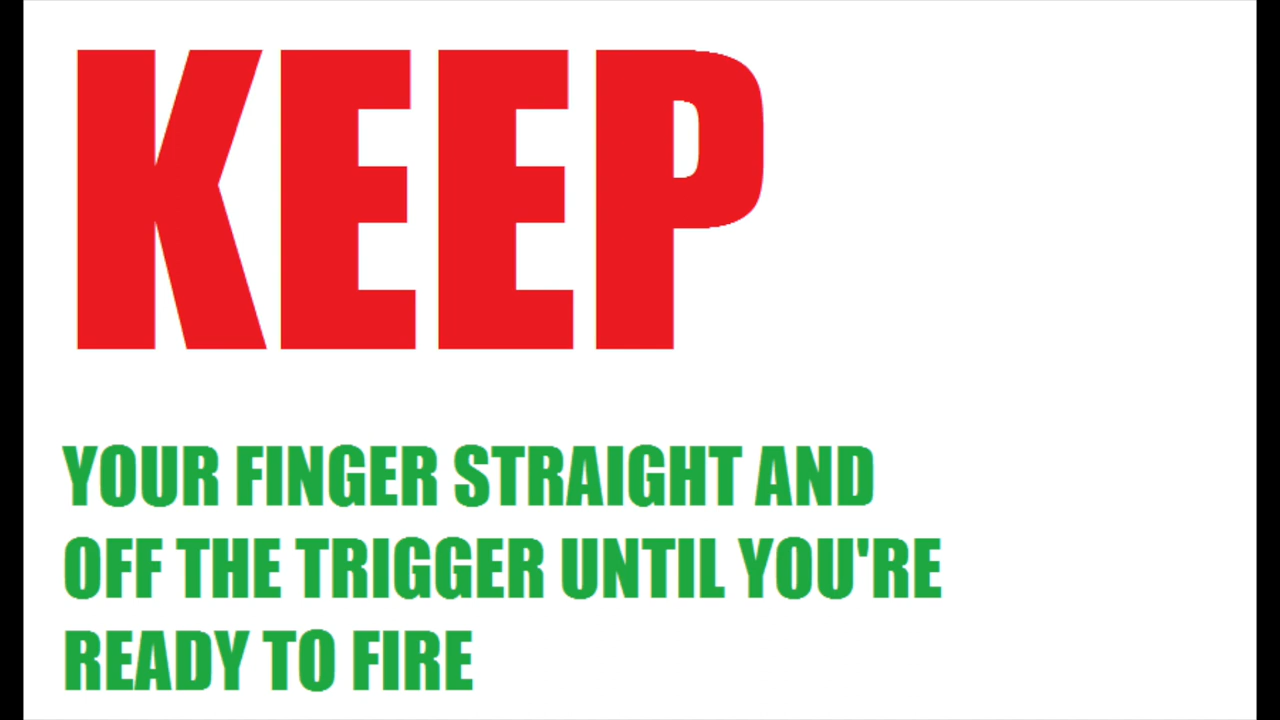 KEEP
YOUR FINGER STRAIGHT AND
OFF THE TRIGGER UNTIL YOU'RE
READY TO FIRE